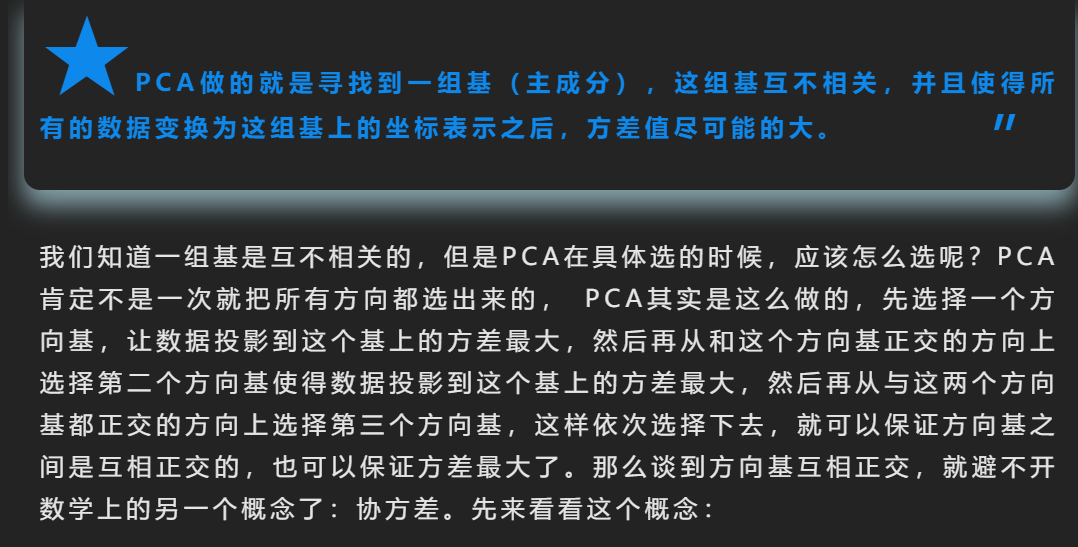 PCA做的就是寻找到一组基（主成分），这组基互不相关，并且使得所
有的数据变换为这组基上的坐标表示之后，方差值尽可能的大。 "
我们知道一组基是互不相关的，但是PCA在具体选的时候，应该怎么选呢？PCA
肯定不是一次就把所有方向都选出来的， PCA其实是这么做的，先选择一个方
向基，让数据投影到这个基上的方差最大，然后再从和这个方向基正交的方向上
选择第二个方向基使得数据投影到这个基上的方差最大，然后再从与这两个方向
基都正交的方向上选择第三个方向基，这样依次选择下去，就可以保证方向基之
间是互相正交的，也可以保证方差最大了。那么谈到方向基互相正交，就避不开
数学上的另一个概念了：协方差。先来看看这个概念：